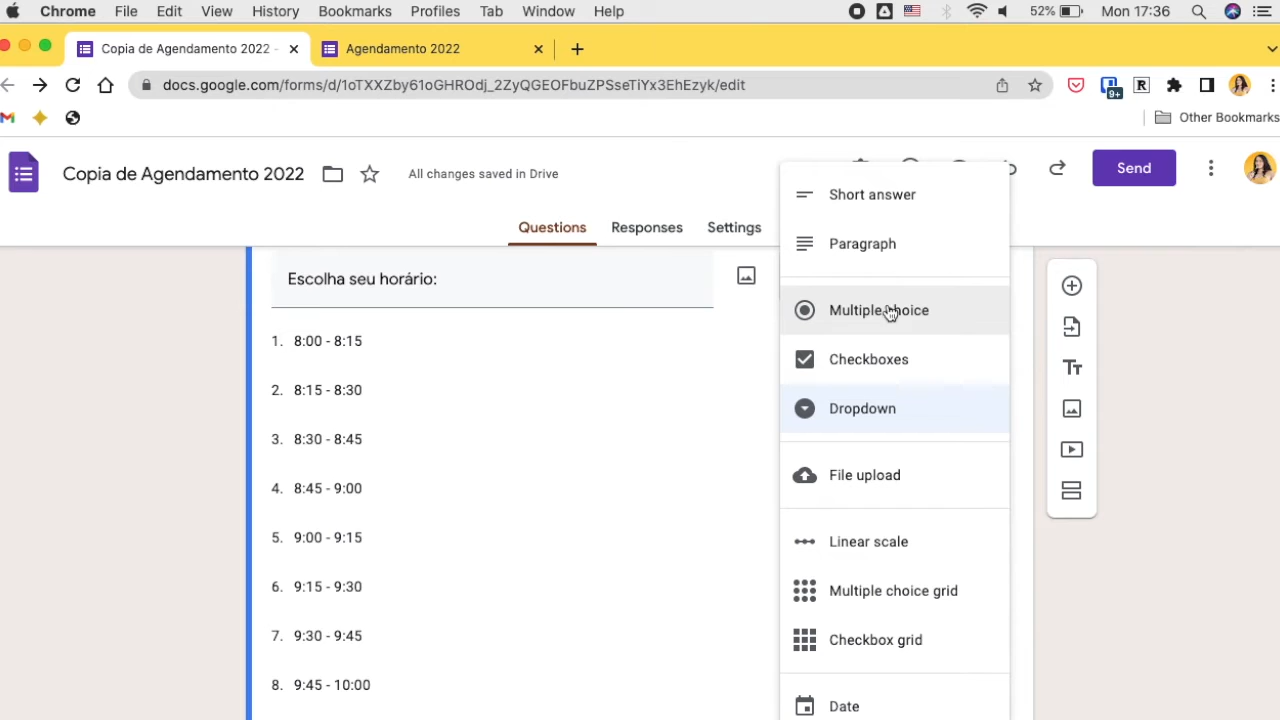 Chrome File Edit View History Bookmarks Profiles Tab Window Help 52% Mon 17:36
Copia de Agendamento 2022 - Agendamento 2022
docs.google.com/forms/d/1oTXXZby61oGHROdj_2ZyQGEOFbuZPSseTiYx3EhEzyk/edit 9+ R
Other Bookmarks
Copia de Agendamento 2022 All changes saved in Drive Send
Questions Responses Settings
Escolha seu horário:
1. 8:00 - 8:15
2. 8:15 - 8:30
3. 8:30 - 8:45
4. 8:45 - 9:00
5. 9:00 - 9:15
6. 9:15 - 9:30
7. 9:30 - 9:45
8. 9:45 - 10:00
Short answer
Paragraph
Multiple choice
Checkboxes
Dropdown
File upload
Linear scale
Multiple choice grid
Checkbox grid
Date
Tt